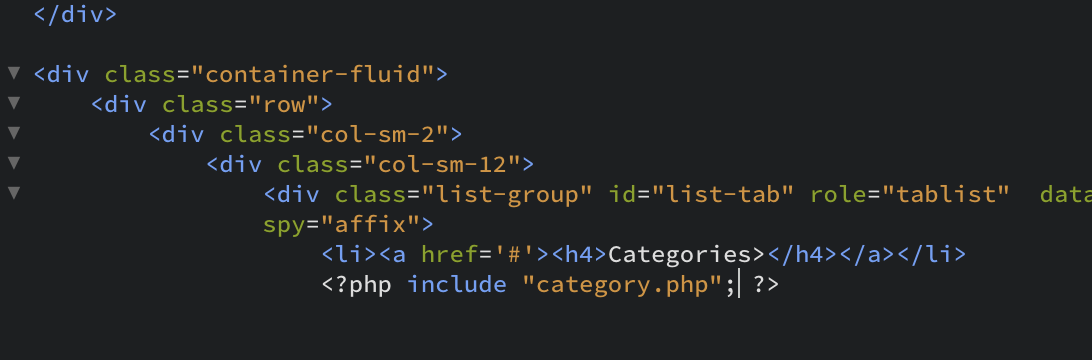 </div>
<div class="container-fluid">
<div class="row">
<div class="col-sm-2">
<div class="col-sm-12">
<div class="list-group" id="list-tab" role="tablist" data
spy="affix">
<li><a href='#'><h4>Categories></h4></a></li>
<?php include "category.php"; ?>